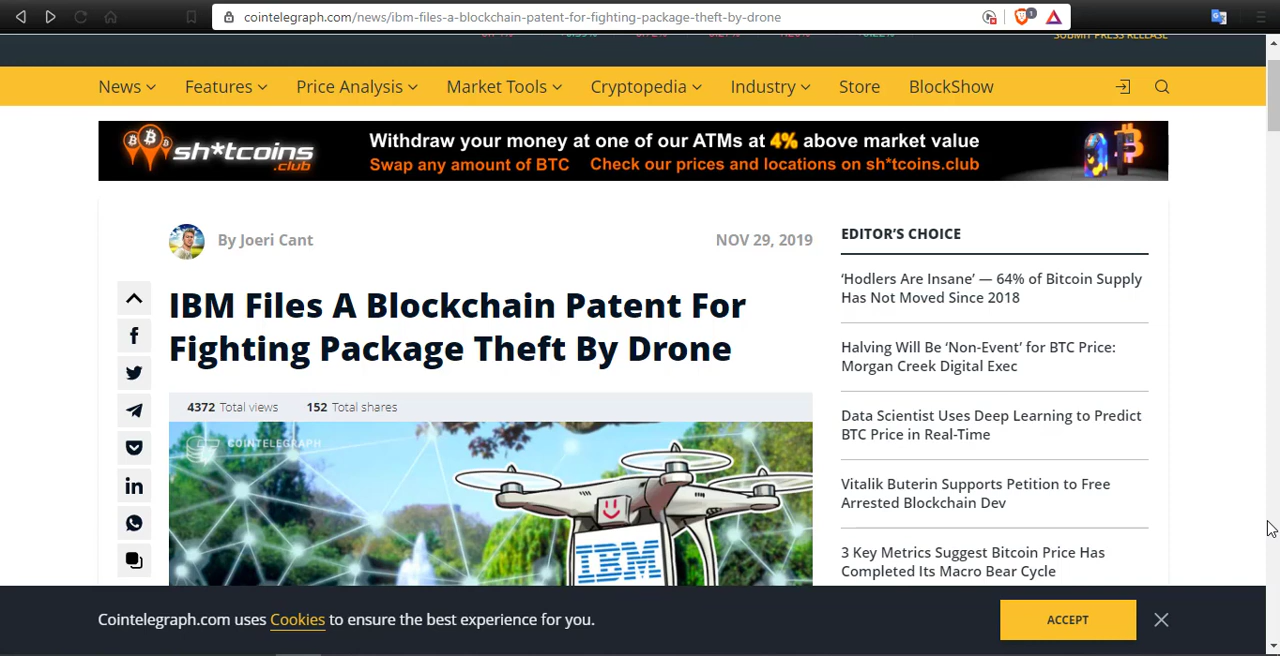 cointelegraph.com/news/ibm-files-a-blockchain-patent-for-fighting-package-theft-by-drone
1
SUBMIT PRESS RELEASE
News
Features
Price Analysis
Market Tools
Cryptopedia
Industry
Store
BlockShow
sh*tcoins
.club
Withdraw your money at one of our ATMs at 4% above market value
Swap any amount of BTC Check our prices and locations on sh*tcoins.club
By Joeri Cant
NOV 29, 2019
IBM Files A Blockchain Patent For
Fighting Package Theft By Drone
4372 Total views
152 Total shares
COINTELEGRAPH
IBM
EDITOR'S CHOICE
‘Hodlers Are Insane’ — 64% of Bitcoin Supply
Has Not Moved Since 2018
Halving Will Be ‘Non-Event’ for BTC Price:
Morgan Creek Digital Exec
Data Scientist Uses Deep Learning to Predict
BTC Price in Real-Time
Vitalik Buterin Supports Petition to Free
Arrested Blockchain Dev
3 Key Metrics Suggest Bitcoin Price Has
Completed Its Macro Bear Cycle
Cointelegraph.com uses Cookies to ensure the best experience for you.
ACCEPT